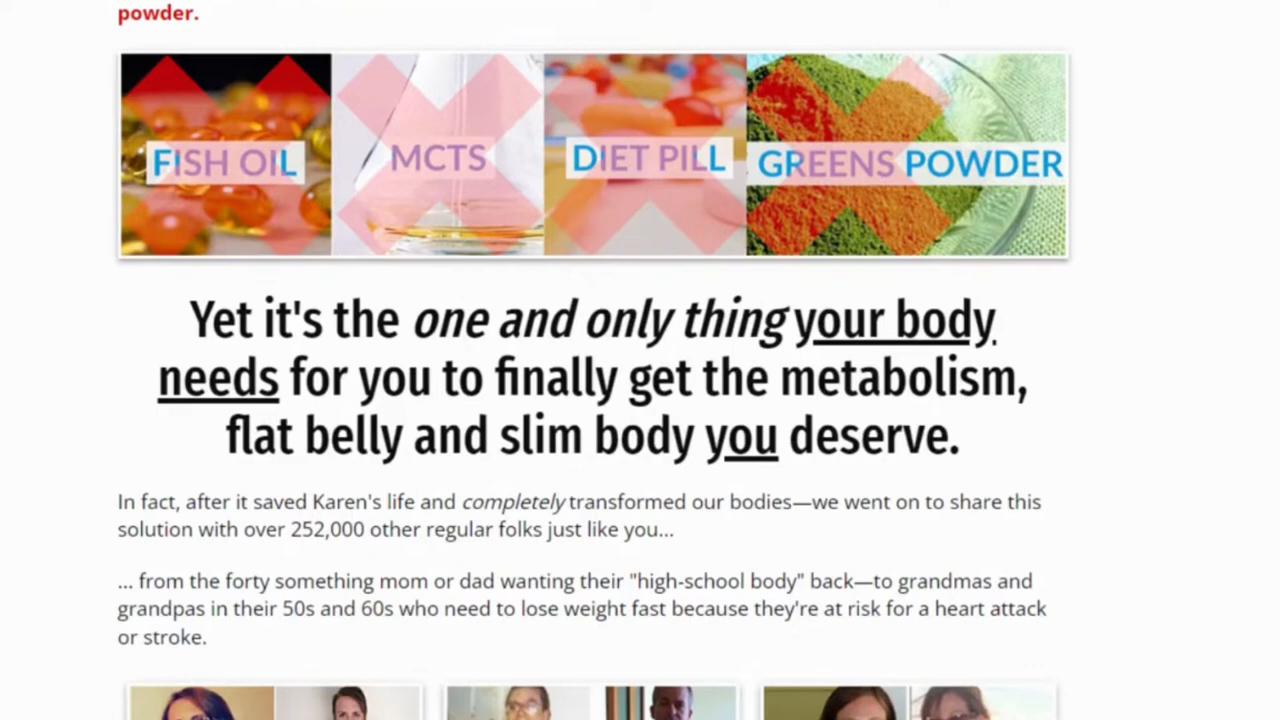 powder.
FISH OIL MCTS DIET PILL GREENS POWDER
Yet it's the one and only thing your body
needs for you to finally get the metabolism,
flat belly and slim body you deserve.
In fact, after it saved Karen's life and completely transformed our bodies—we went on to share this
solution with over 252,000 other regular folks just like you...
... from the forty something mom or dad wanting their "high-school body" back—to grandmas and
grandpas in their 50s and 60s who need to lose weight fast because they're at risk for a heart attack
or stroke.